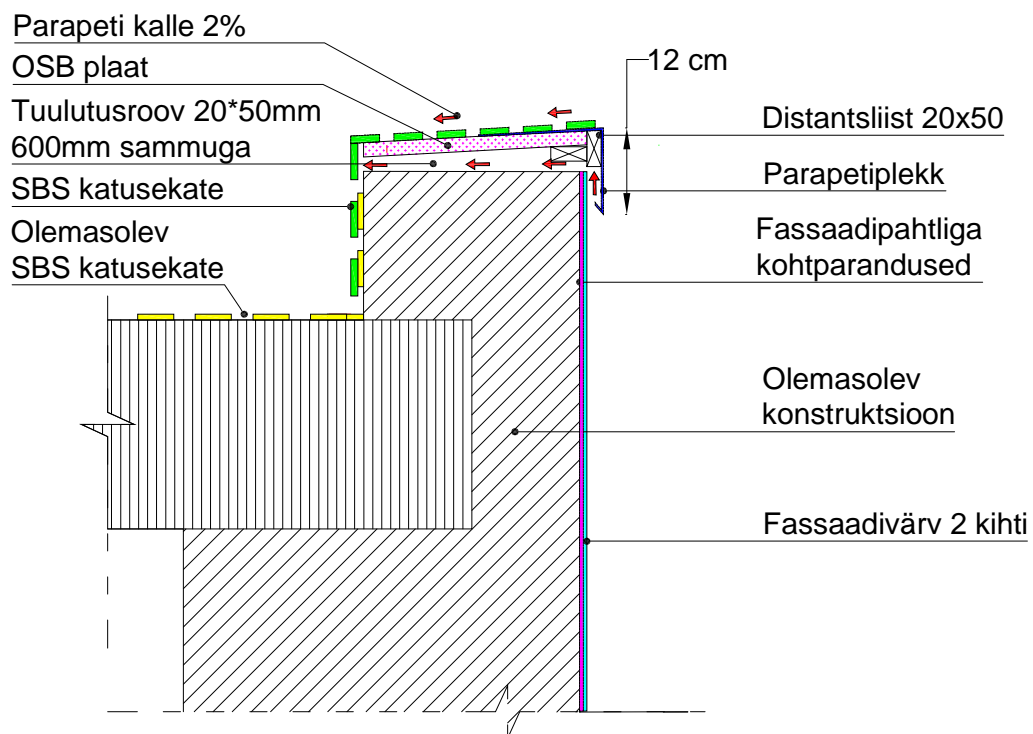 Parapeti kalle 2%
OSB plaat
Tuulutusroov 20*50mm
600mm sammuga
SBS katusekate
Olemasolev
SBS katusekate
12 cm
Distantsliist 20x50
Parapetiplekk
Fassaadipahtliga
kohtparandused
Olemasolev
konstruktsioon
Fassaadivärv 2 kihti